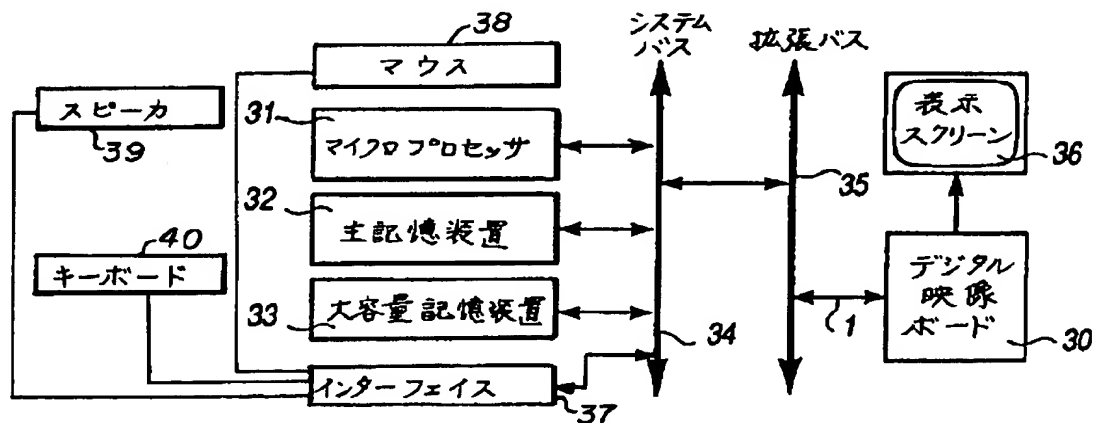 38
マウス
システム
バス
拡張バス
スピーカ
39
31
マイクロプロセッサ
表示
スクリーン
36
35
32
主記憶装置
40
キーボード
デジタル
映像
ボード
30
33
大容量記憶装置
34
1
インターフェイス
37